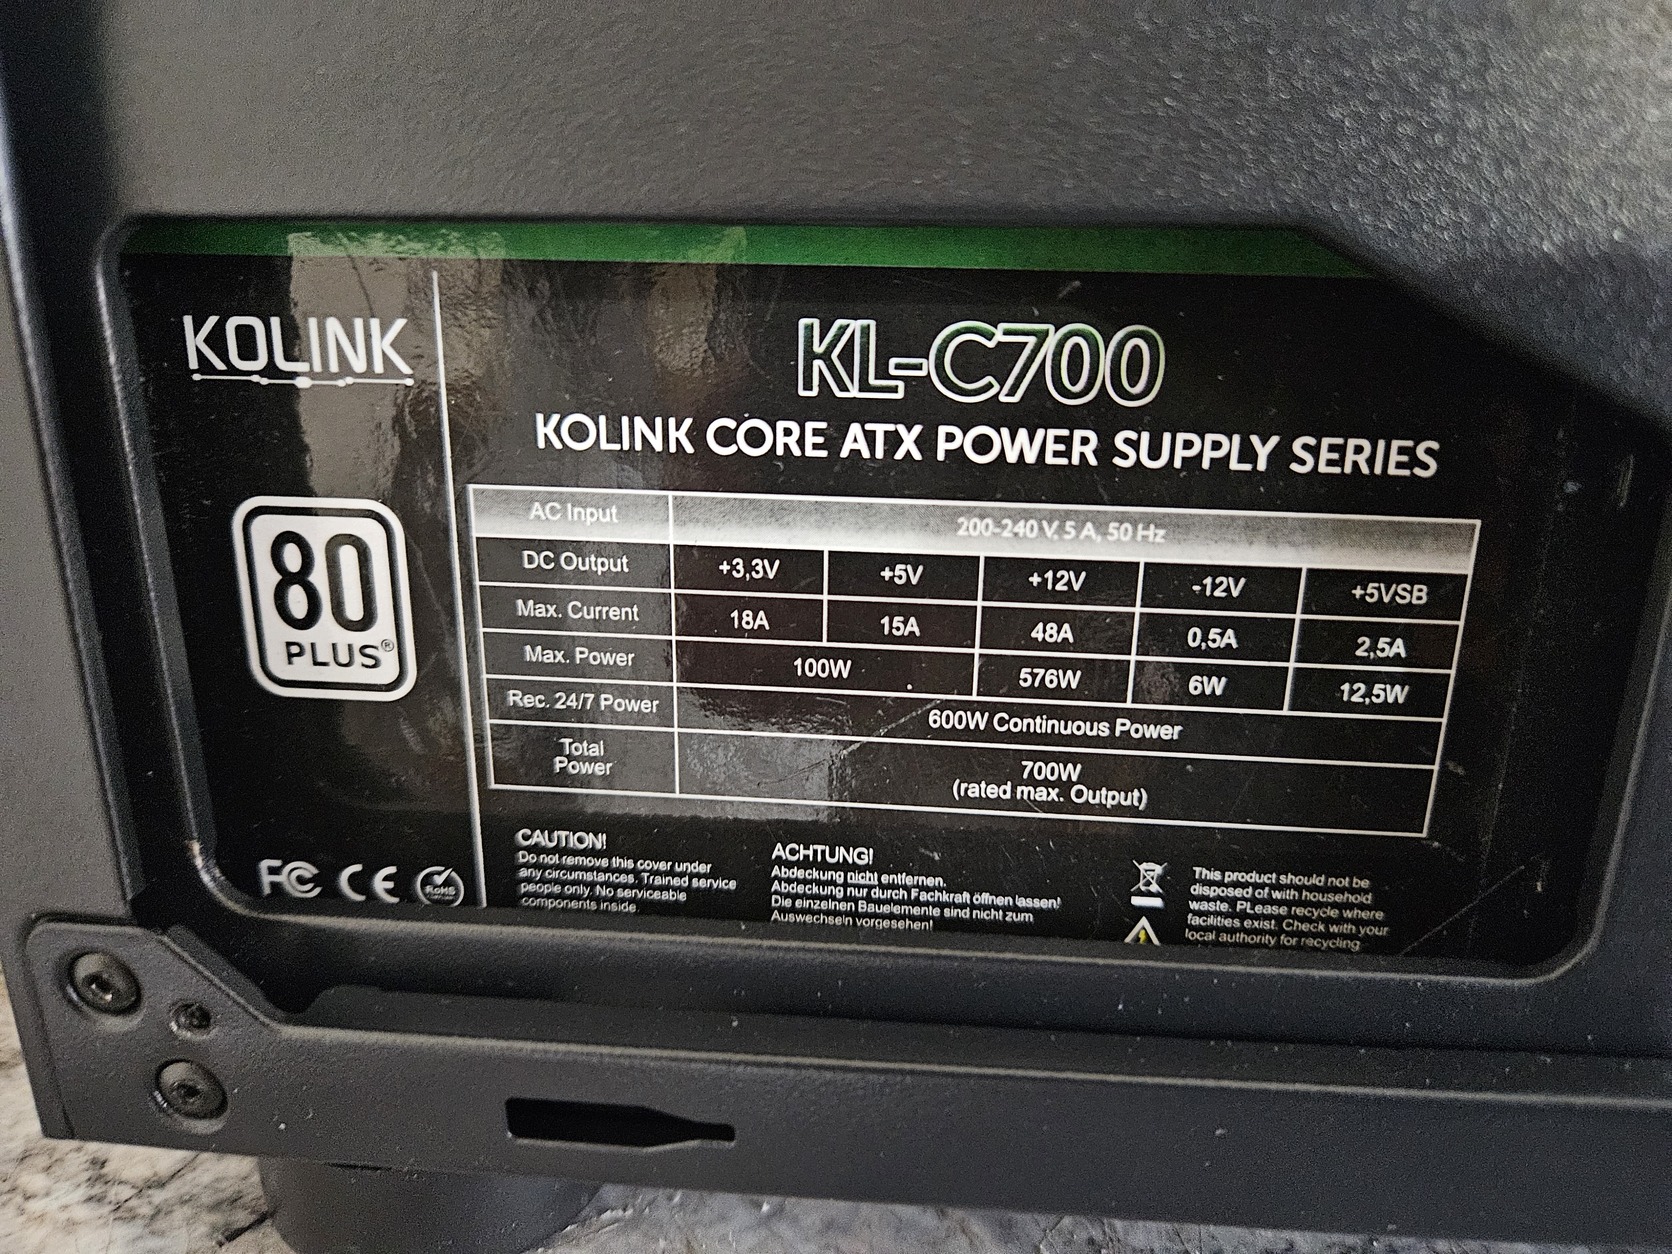 KOLINK
KL-C700
KOLINK CORE ATX POWER SUPPLY SERIES
80
PLUS®
AC Input 200-240 V, 5 A, 50 Hz
DC Output +3,3V +5V +12V -12V +5VSB
Max. Current 18A 15A 48A 0,5A 2,5A
Max. Power 100W 576W 6W 12,5W
Rec. 24/7 Power 600W Continuous Power
Total
Power
700W
(rated max. Output)
FC CE RoHS
CAUTION!
Do not remove this cover under
any circumstances. Trained service
people only. No serviceable
components inside.
ACHTUNG!
Abdeckung nicht entfernen.
Abdeckung nur durch Fachkraft öffnen lassen!
Die einzelnen Bauelemente sind nicht zum
Auswechseln vorgesehen!
This product should not be
disposed of with household
waste. PLease recycle where
facilities exist. Check with your
local authority for recycling